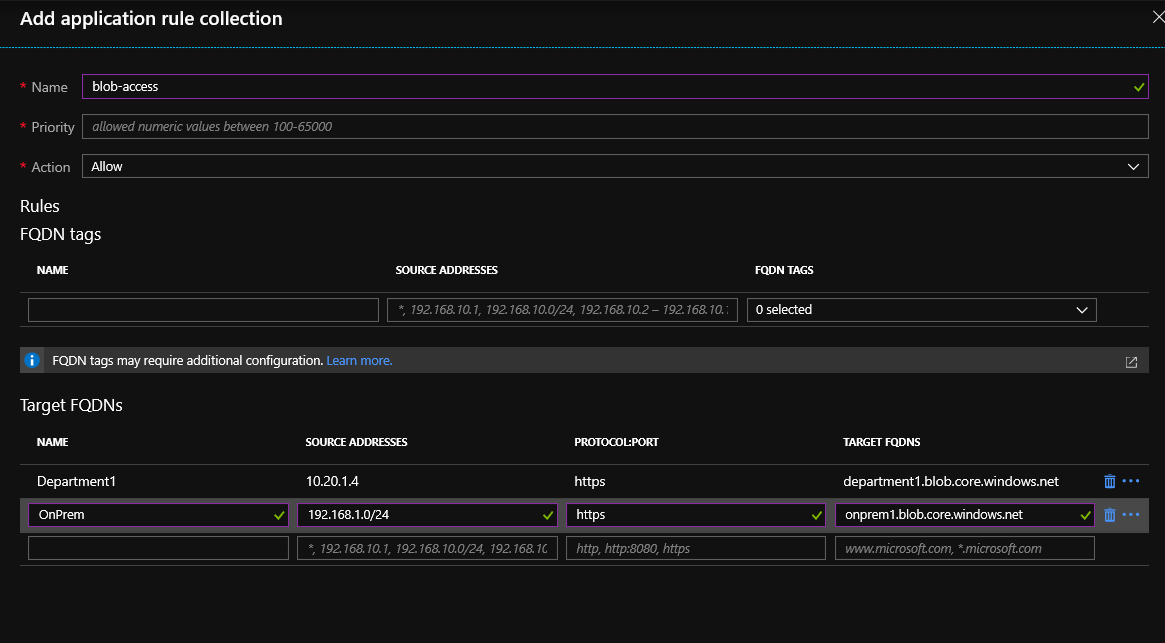 Add application rule collection
* Name blob-access
* Priority allowed numeric values between 100-65000
* Action Allow
Rules
FQDN tags
NAME SOURCE ADDRESSES FQDN TAGS
*, 192.168.10.1, 192.168.10.0/24, 192.168.10.2 – 192.168.10. 0 selected
FQDN tags may require additional configuration. Learn more.
Target FQDNs
NAME SOURCE ADDRESSES PROTOCOL:PORT TARGET FQDNS
Department1 10.20.1.4 https department1.blob.core.windows.net
OnPrem 192.168.1.0/24 https onprem1.blob.core.windows.net
*, 192.168.10.1, 192.168.10.0/24, 192.168.10 http, http:8080, https www.microsoft.com, *.microsoft.com